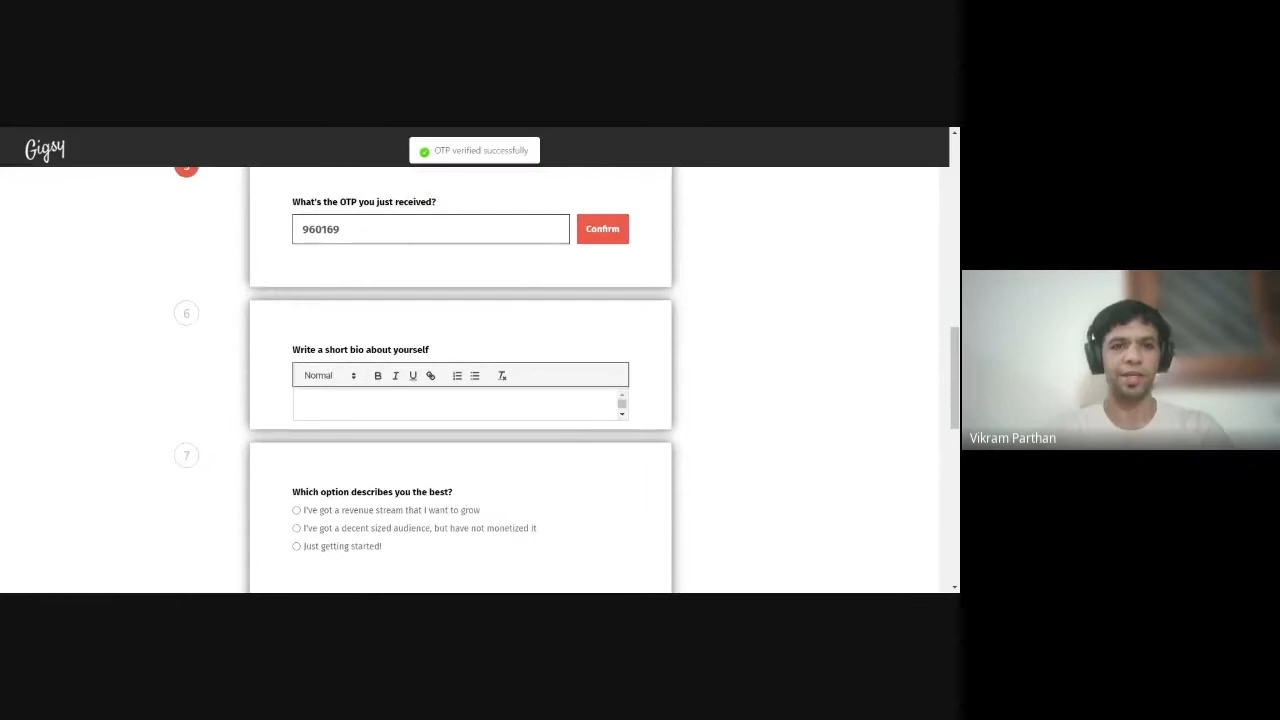 Gigsy
OTP verified successfully
What's the OTP you just received?
960169
Confirm
6
Write a short bio about yourself
Normal
B I U
7
Which option describes you the best?
I've got a revenue stream that I want to grow
I've got a decent sized audience, but have not monetized it
Just getting started!
Vikram Parthan